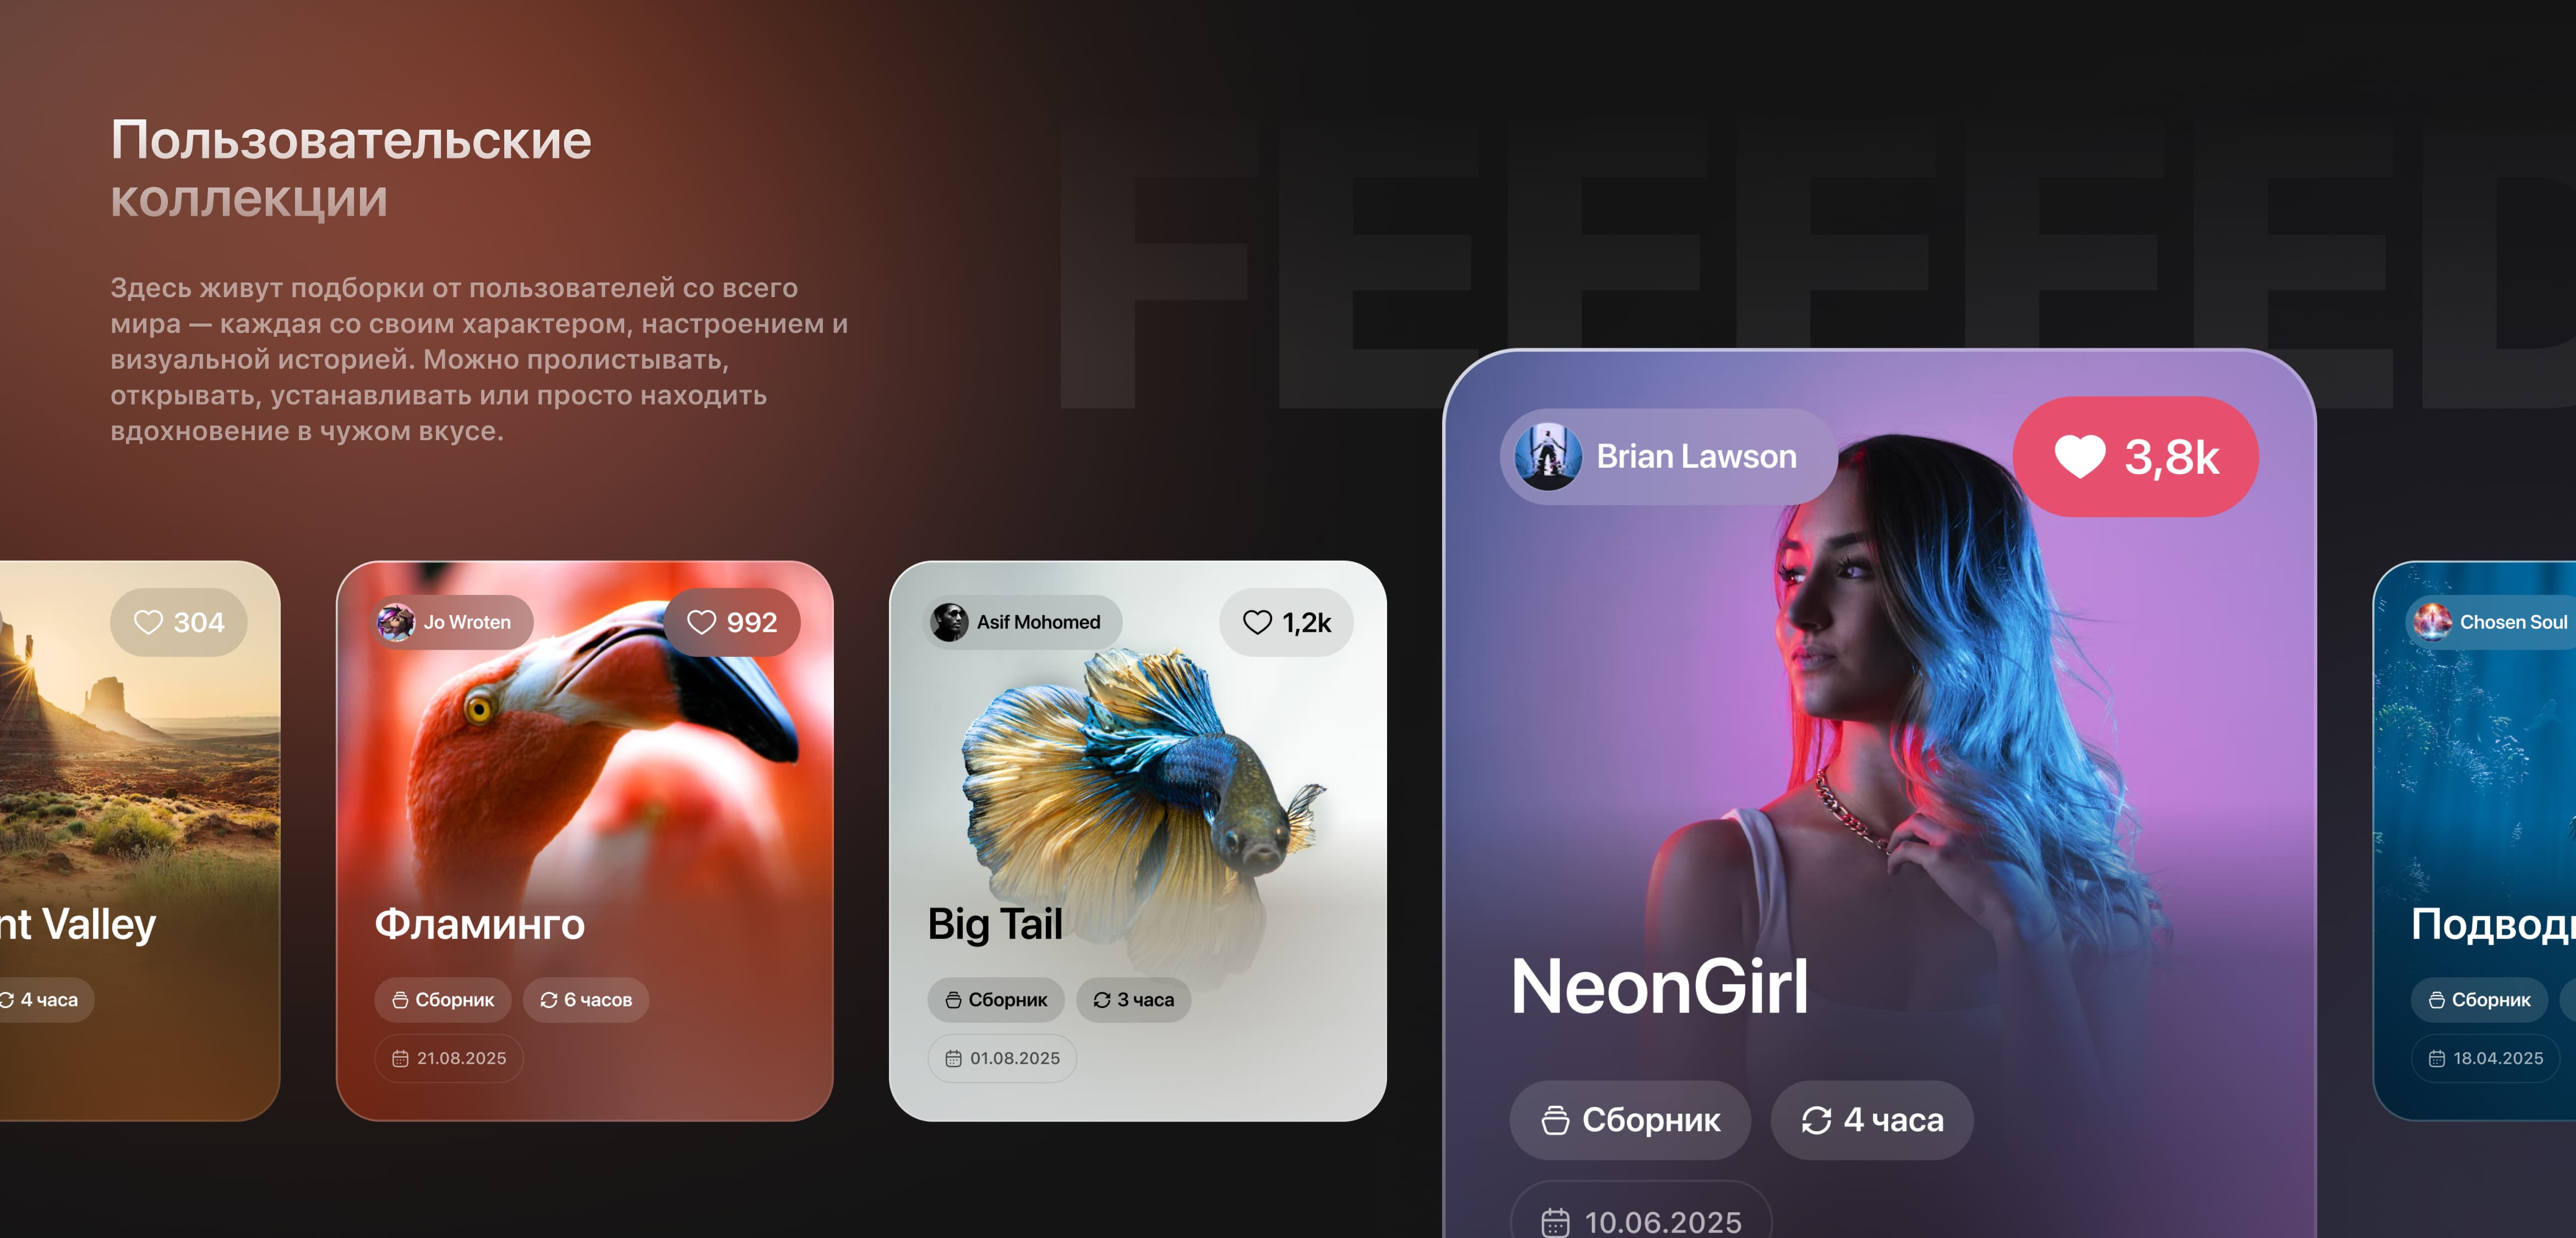 Пользовательские
коллекции
Здесь живут подборки от пользователей со всего
мира — каждая со своим характером, настроением и
визуальной историей. Можно пролистывать,
открывать, устанавливать или просто находить
вдохновение в чужом вкусе.
FEEEEED
304
nt Valley
4 часа
Jo Wroten
992
Фламинго
Сборник
6 часов
21.08.2025
Asif Mohomed
1,2k
Big Tail
Сборник
3 часа
01.08.2025
Brian Lawson
3,8k
NeonGirl
Сборник
4 часа
10.06.2025
Chosen Soul
Подвод
Сборник
18.04.2025